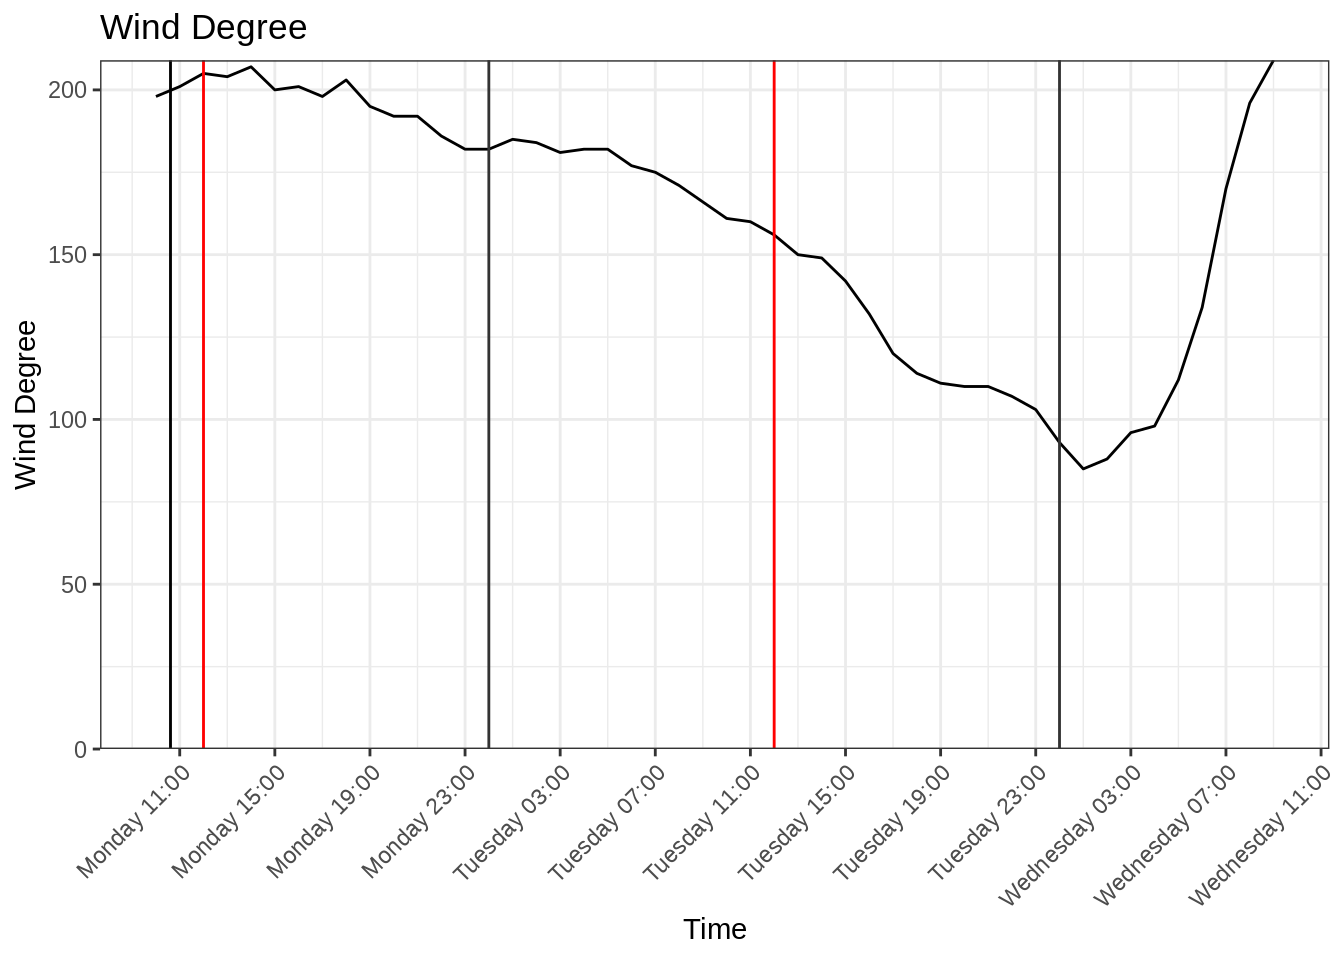 Wind Degree
Wind Degree
200
150
100
50
0
Monday 11:00
Monday 15:00
Monday 19:00
Monday 23:00
Tuesday 03:00
Tuesday 07:00
Tuesday 11:00
Tuesday 15:00
Tuesday 19:00
Tuesday 23:00
Wednesday 03:00
Wednesday 07:00
Wednesday 11:00
Time